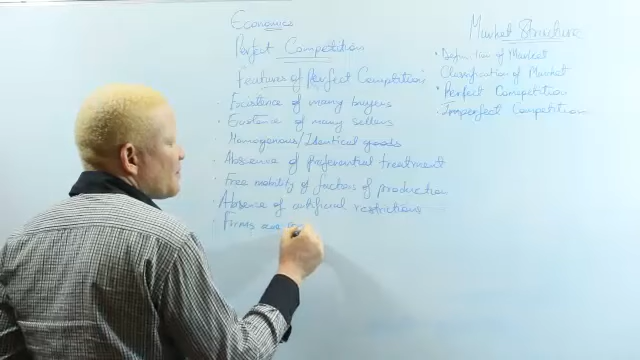 Economics
Perfect Competition
Features of Perfect Competition
Existence of many buyers
Existence of many sellers
Homogenous/Identical goods
Absence of preferential treatment
Free mobility of factors of production
Absence of artificial restrictions
Firms are
Market Structure
Definition of Market
Classification of Market
Perfect Competition
Imperfect Competition